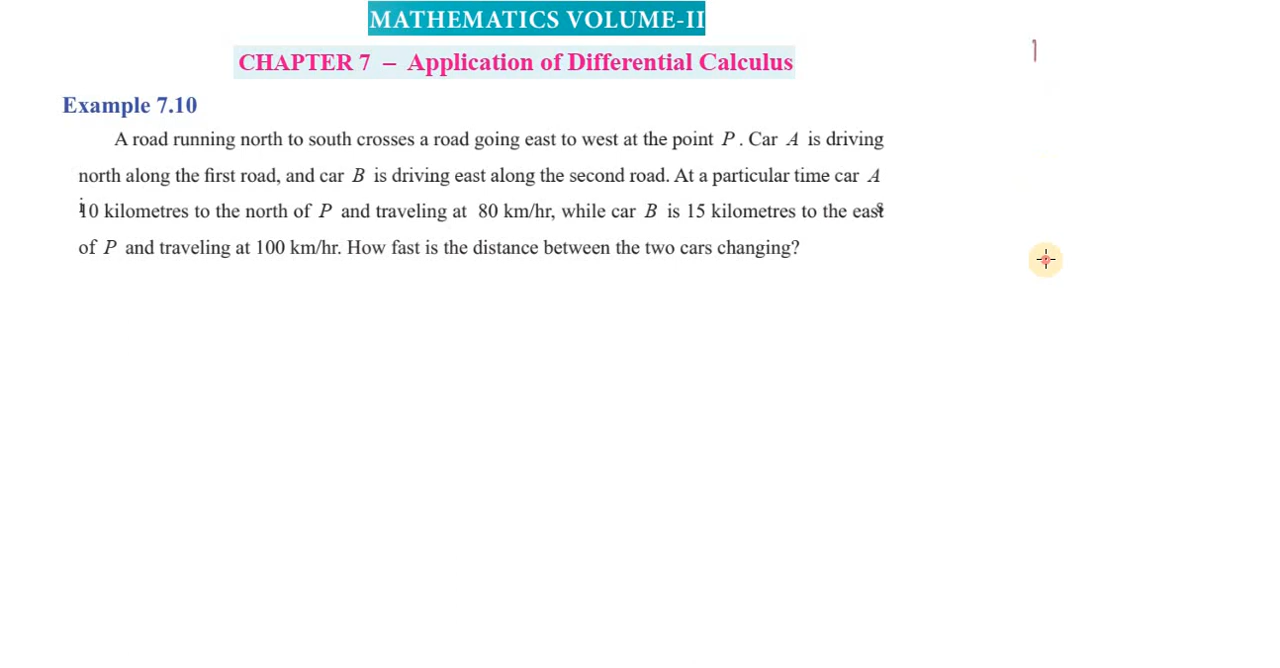 MATHEMATICS VOLUME-II
CHAPTER 7 – Application of Differential Calculus
Example 7.10
A road running north to south crosses a road going east to west at the point P. Car A is driving
north along the first road, and car B is driving east along the second road. At a particular time car A
10 kilometres to the north of P and traveling at 80 km/hr, while car B is 15 kilometres to the east
of P and traveling at 100 km/hr. How fast is the distance between the two cars changing?